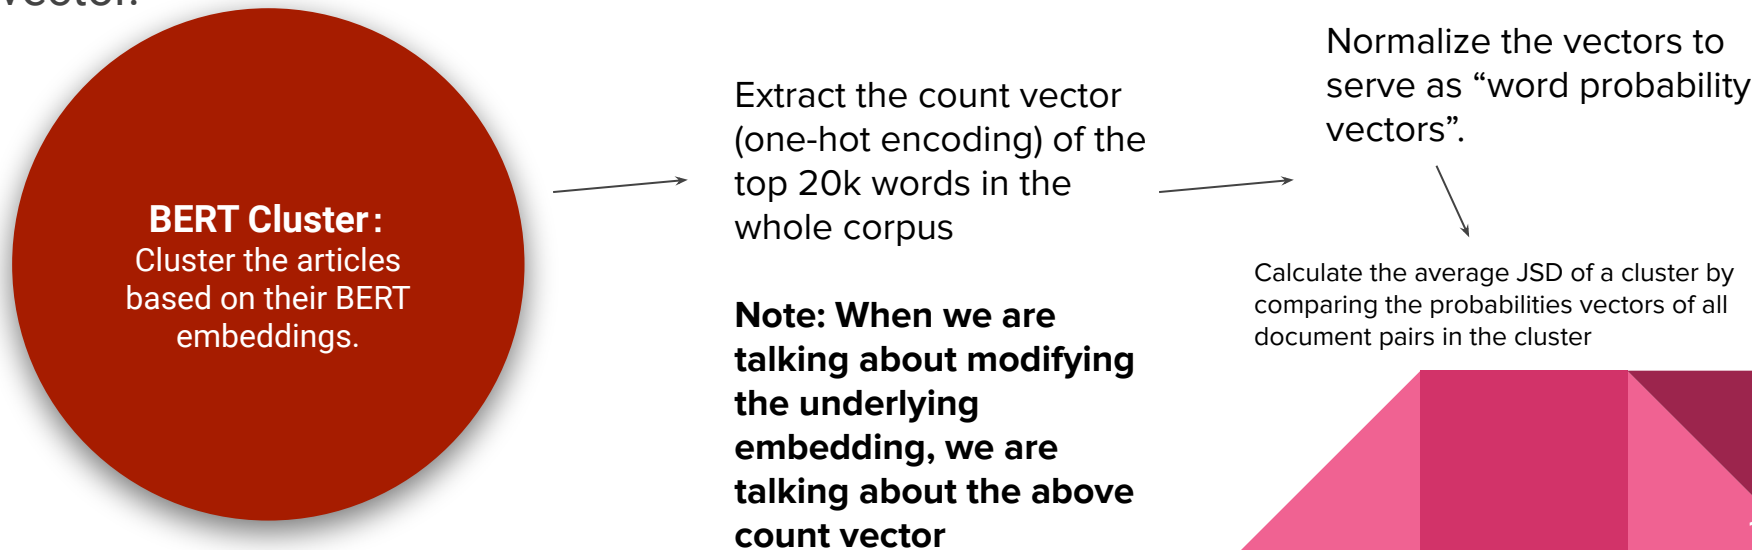 vector.
BERT Cluster:
Cluster the articles
based on their BERT
embeddings.
Extract the count vector
(one-hot encoding) of the
top 20k words in the
whole corpus
Note: When we are
talking about modifying
the underlying
embedding, we are
talking about the above
count vector
Normalize the vectors to
serve as “word probability
vectors”.
Calculate the average JSD of a cluster by
comparing the probabilities vectors of all
document pairs in the cluster